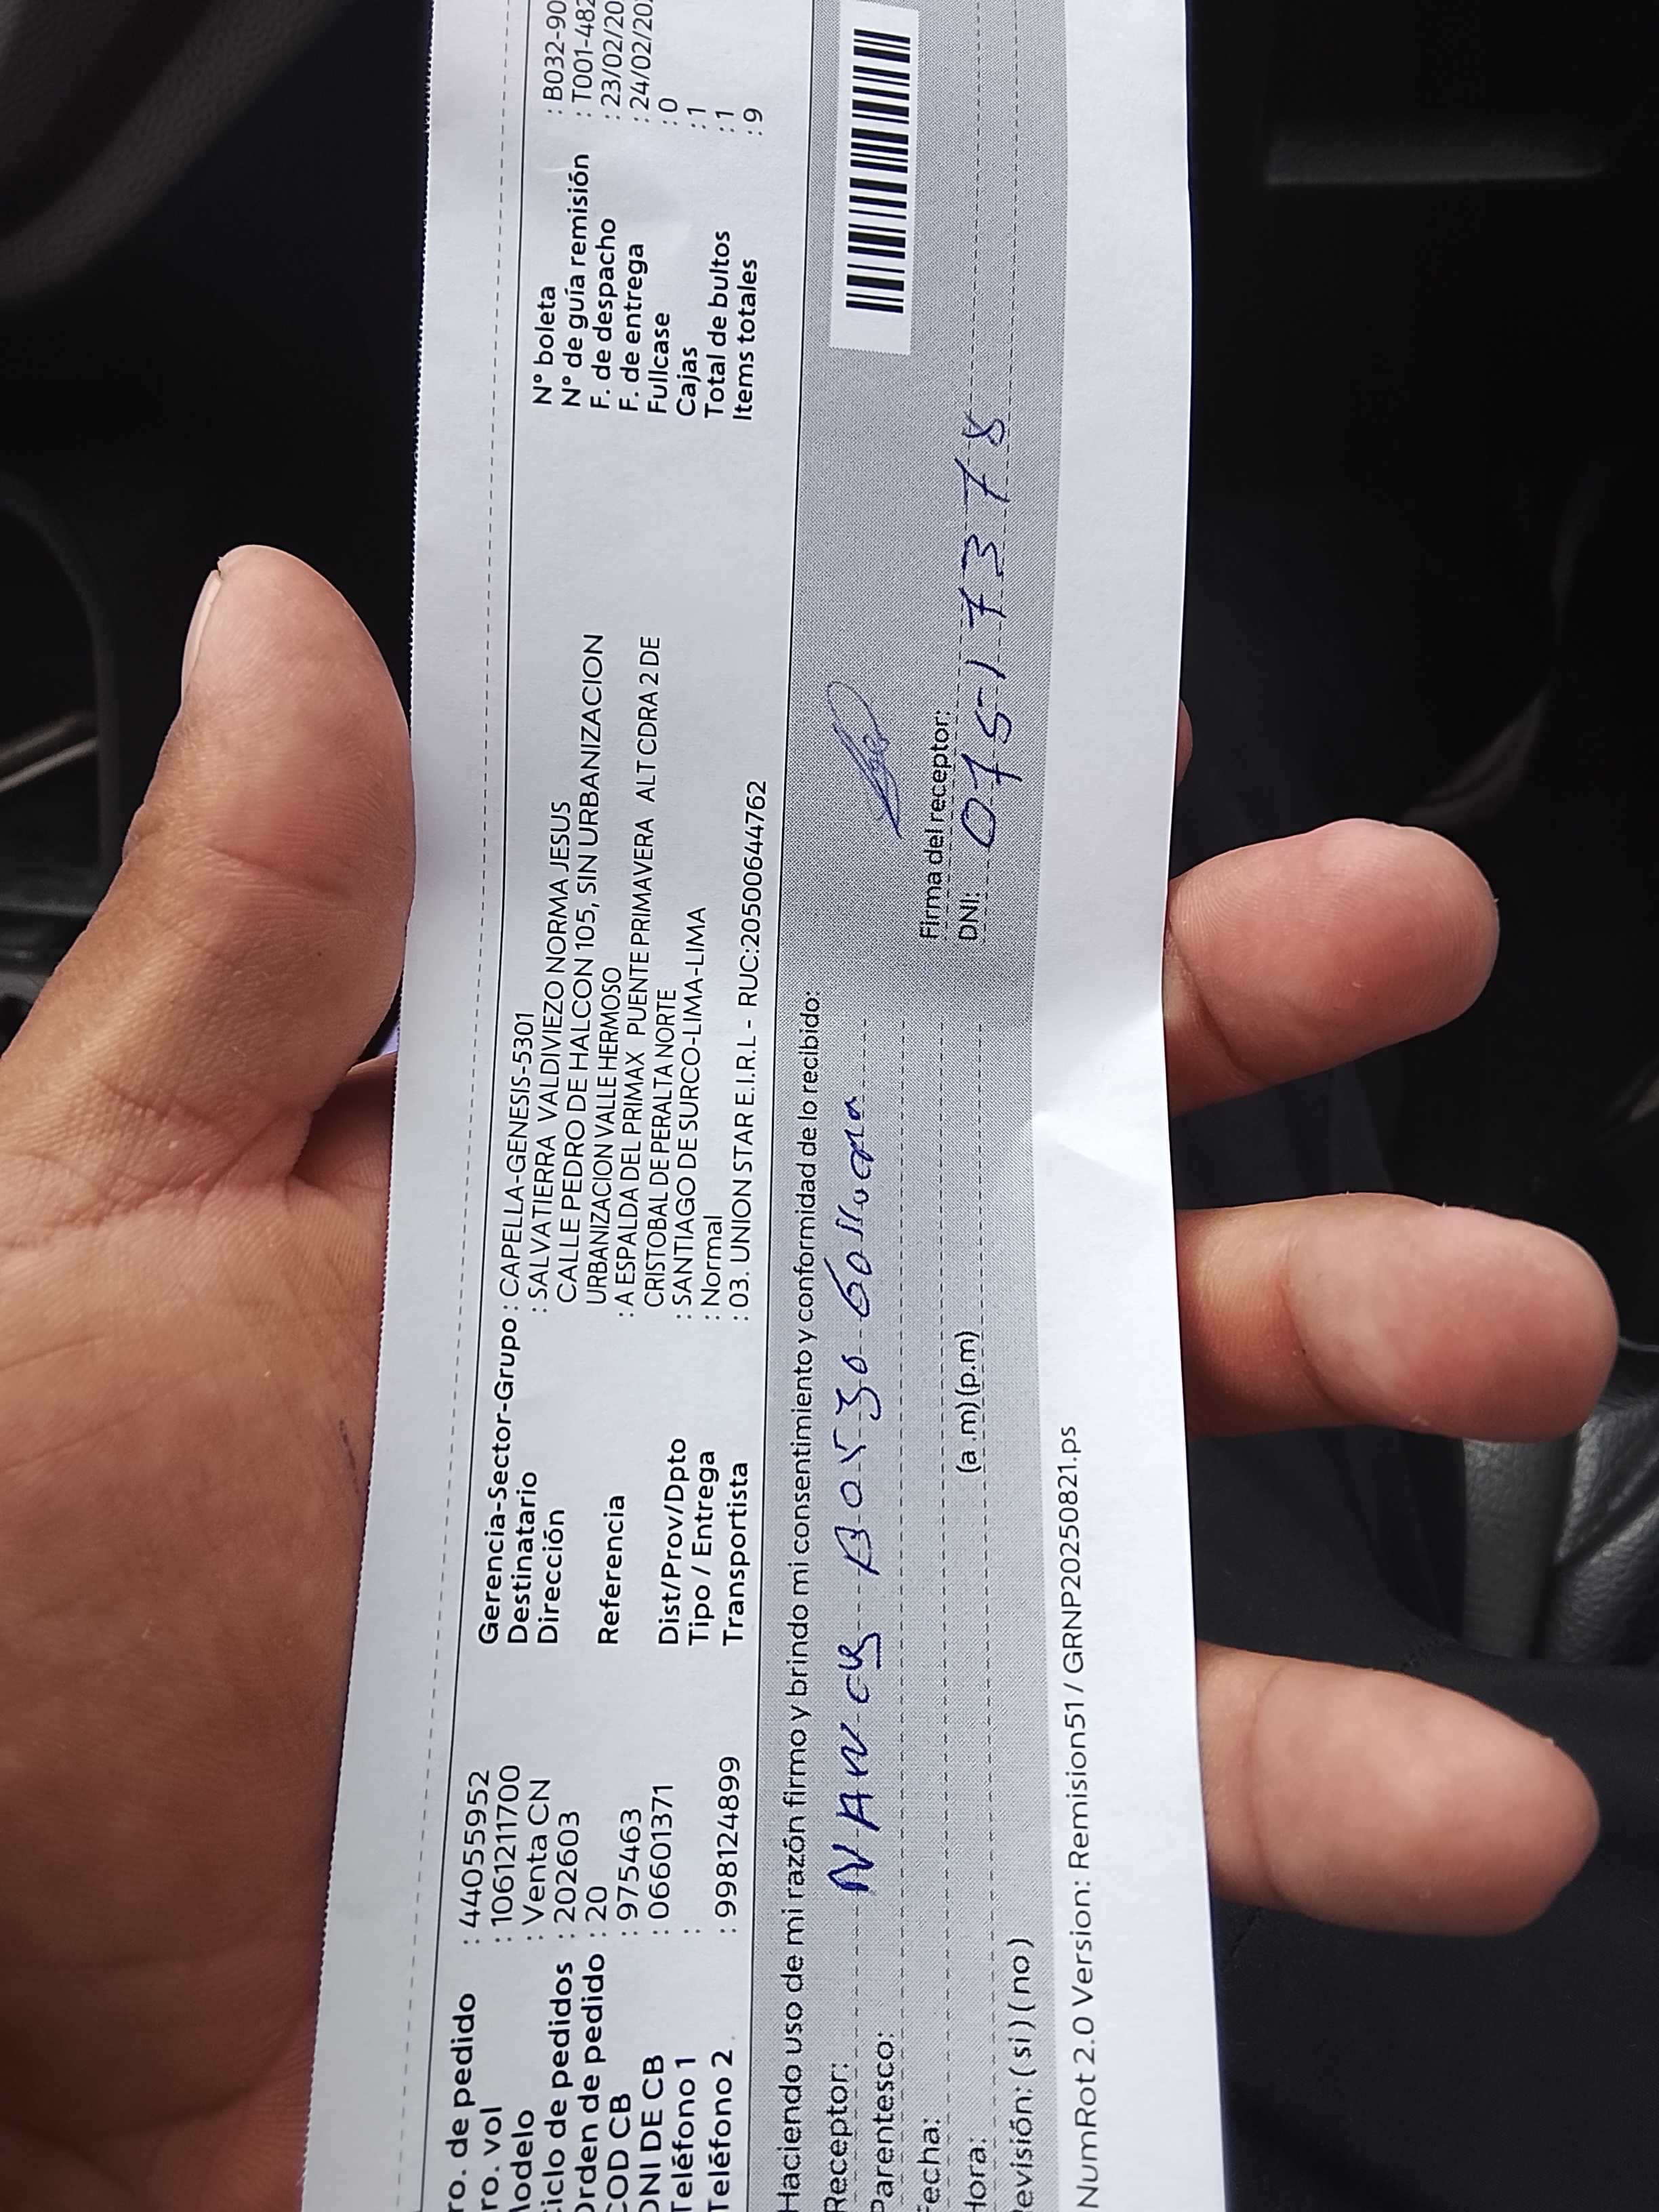 ro. de pedido : 44055952
ro. vol : 1061211700
odelo : Venta CN
iclo de pedidos : 202603
Orden de pedido : 20
COD CB : 975463
DNI DE CB : 06601371
Teléfono 1 :
Teléfono 2 : 998124899
Gerencia-Sector-Grupo : CAPELLA-GENESIS-5301
Destinatario : SALVATIERRA VALDIVIEZO NORMA JESUS
Dirección CALLE PEDRO DE HALCON 105, SIN URBANIZACION
URBANIZACION VALLE HERMOSO
Referencia : A ESPALDA DEL PRIMAX PUENTE PRIMAVERA ALT CDRA 2 DE
CRISTOBAL DE PERALTA NORTE
Dist/Prov/Dpto : SANTIAGO DE SURCO-LIMA-LIMA
Tipo / Entrega : Normal
Transportista : 03. UNION STAR E.I.R.L - RUC:20500644762
N° boleta : B032-90
N° de guía remisión : T001-482
F. de despacho : 23/02/20
F. de entrega : 24/02/20
Fullcase : 0
Cajas : 1
Total de bultos : 1
Items totales : 9
Haciendo uso de mi razón firmo y brindo mi consentimiento y conformidad de lo recibido:
Receptor: NANCY
Parentesco:
Fecha:
Hora: (a .m) (p.m)
evisión: ( si ) ( no )
Firma del receptor:
DNI: 07517378
NumRot 2.0 Version: Remision51 / GRNP20250821.ps